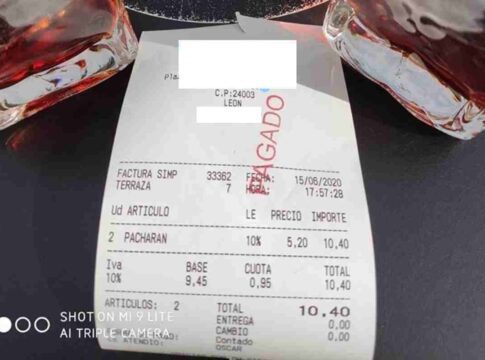 Pla
C.P:24003
LEON
PAGADO
FACTURA SIMP 33362 FECHA: 15/06/2020
TERRAZA 7 HORA: 17:57:28
Ud ARTICULO LE PRECIO IMPORTE
2 PACHARAN 10% 5,20 10,40
Iva BASE CUOTA TOTAL
10% 9,45 0,95 10,40
ARTICULOS: 2 TOTAL 10,40
ENTREGA 0,00
CAMBIO 0,00
Contado
ATENDIO: OSCAR
SHOT ON MI 9 LITE
AI TRIPLE CAMERA